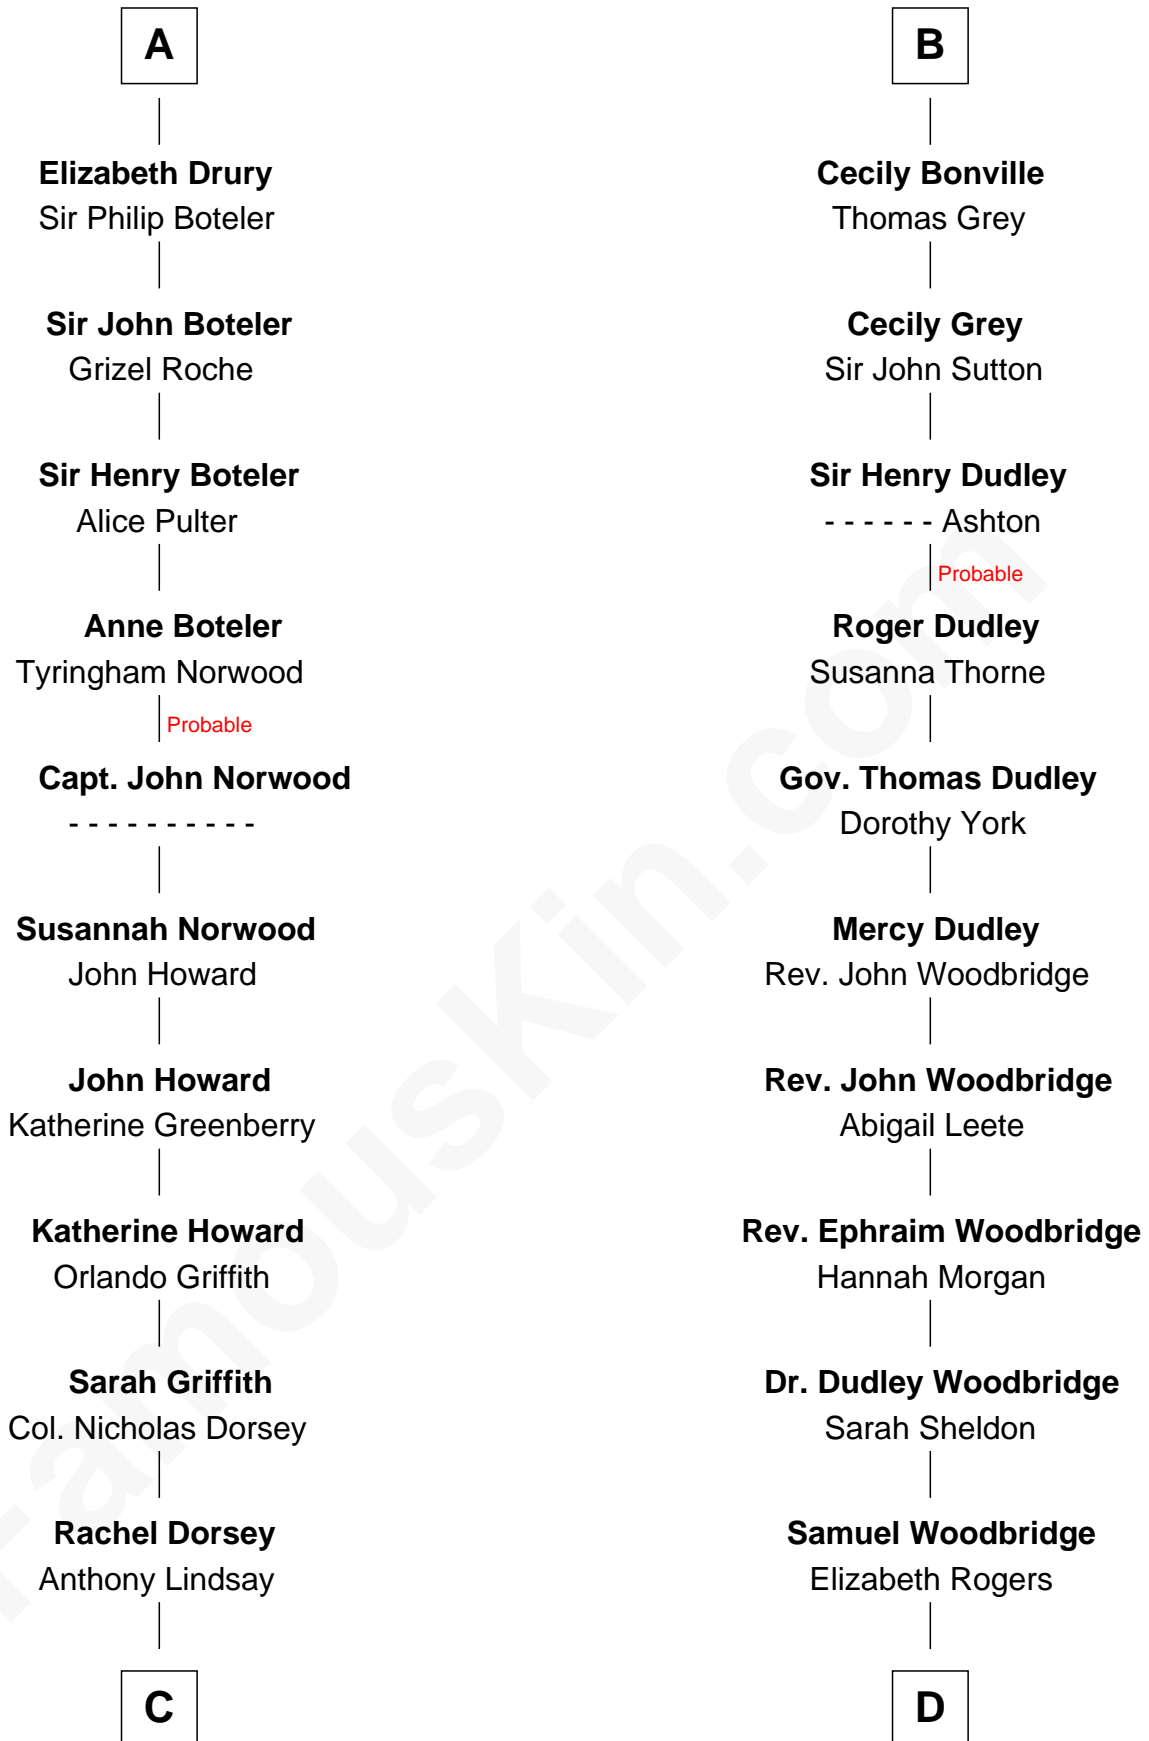 A
Elizabeth Drury
Sir Philip Boteler
Sir John Boteler
Grizel Roche
Sir Henry Boteler
Alice Pulter
Anne Boteler
Tyringham Norwood
Probable
Capt. John Norwood
- - - - - - - - - -
Susannah Norwood
John Howard
John Howard
Katherine Greenberry
Katherine Howard
Orlando Griffith
Sarah Griffith
Col. Nicholas Dorsey
Rachel Dorsey
Anthony Lindsay
C
B
Cecily Bonville
Thomas Grey
Cecily Grey
Sir John Sutton
Sir Henry Dudley
- - - - - - Ashton
Probable
Roger Dudley
Susanna Thorne
Gov. Thomas Dudley
Dorothy York
Mercy Dudley
Rev. John Woodbridge
Rev. John Woodbridge
Abigail Leete
Rev. Ephraim Woodbridge
Hannah Morgan
Dr. Dudley Woodbridge
Sarah Sheldon
Samuel Woodbridge
Elizabeth Rogers
D
FamousKin.com